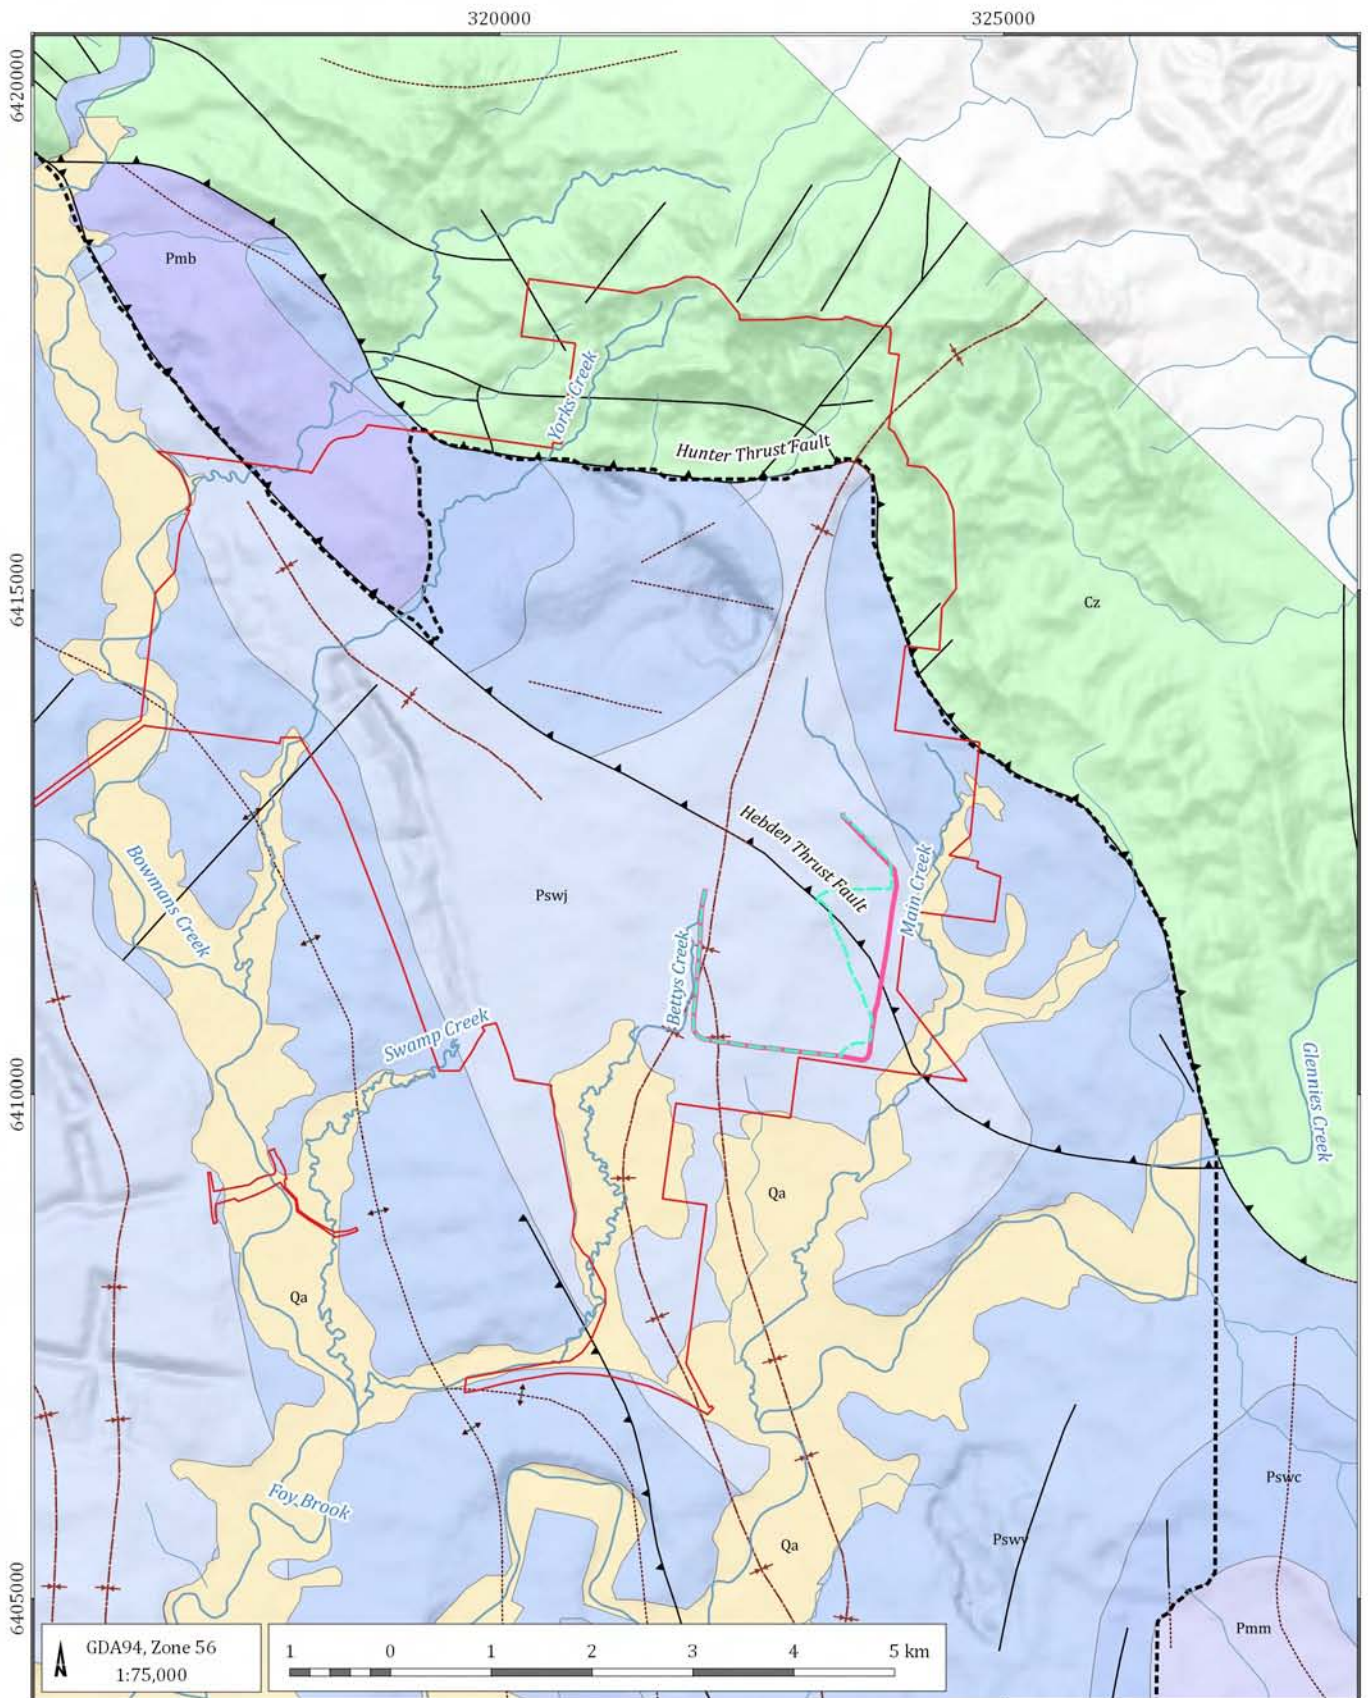 320000
325000
6420000
Pmb
Yorks Creek
Hunter Thrust Fault
6415000
Cz
Hebden Thrust Fault
Bowmans Creek
Main Creek
Pswj
Bettys Creek
Swamp Creek
6410000
Glennies Creek
Qa
Qa
Pswc
Foy Brook
Pswv
Qa
6405000
Pmm
N
GDA94, Zone 56
1:75,000
1 0 1 2 3 4 5 km